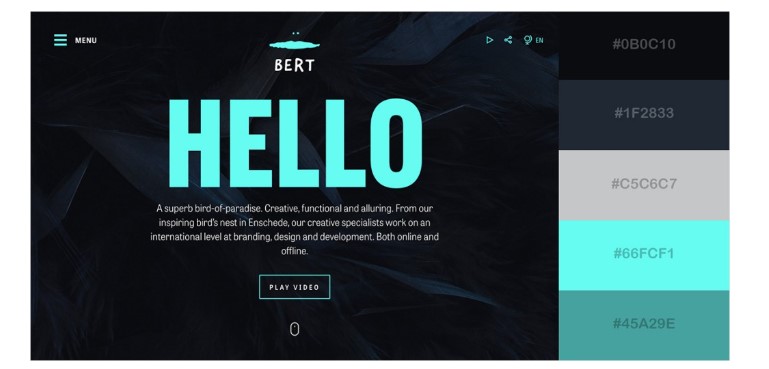 MENU
BERT
EN
HELLO
A superb bird-of-paradise. Creative, functional and alluring. From our
inspiring bird's nest in Enschede, our creative specialists work on an
international level at branding, design and development. Both online and
offline.
PLAY VIDEO
#0B0C10
#1F2833
#C5C6C7
#66FCF1
#45A29E